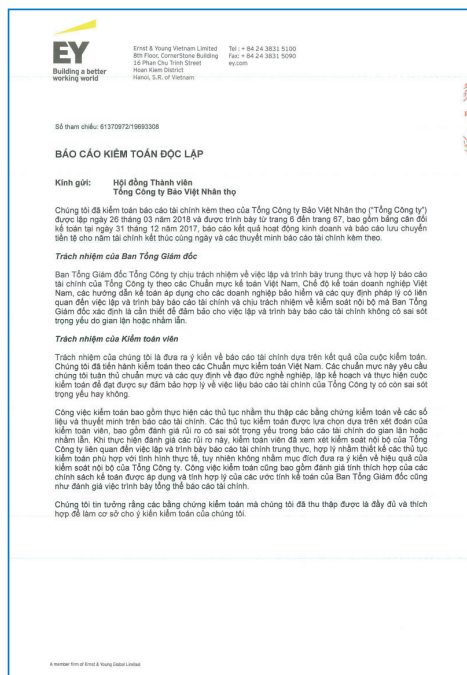 EY
Building a better
working world
Ernst & Young Vietnam Limited
8th Floor, CornerStone Building
16 Phan Chu Trinh Street
Hoan Kiem District
Hanoi, S.R. of Vietnam
Tel : + 84 24 3831 5100
Fax: + 84 24 3831 5090
ey.com
Số tham chiếu: 61370972/19693308
BÁO CÁO KIỂM TOÁN ĐỘC LẬP
Kính gửi: Hội đồng Thành viên
Tổng Công ty Bảo Việt Nhân thọ
Chúng tôi đã kiểm toán báo cáo tài chính kèm theo của Tổng Công ty Bảo Việt Nhân thọ ("Tổng Công ty")
được lập ngày 26 tháng 03 năm 2018 và được trình bày từ trang 6 đến trang 67, bao gồm bảng cân đối
kế toán tại ngày 31 tháng 12 năm 2017, báo cáo kết quả hoạt động kinh doanh và báo cáo lưu chuyển
tiền tệ cho năm tài chính kết thúc cùng ngày và các thuyết minh báo cáo tài chính kèm theo.
Trách nhiệm của Ban Tổng Giám đốc
Ban Tổng Giám đốc Tổng Công ty chịu trách nhiệm về việc lập và trình bày trung thực và hợp lý báo cáo
tài chính của Tổng Công ty theo các Chuẩn mực kế toán Việt Nam, Chế độ kế toán doanh nghiệp Việt
Nam, các hướng dẫn kế toán áp dụng cho các doanh nghiệp bảo hiểm và các quy định pháp lý có liên
quan đến việc lập và trình bày báo cáo tài chính và chịu trách nhiệm về kiểm soát nội bộ mà Ban Tổng
Giám đốc xác định là cần thiết để đảm bảo cho việc lập và trình bày báo cáo tài chính không có sai sót
trọng yếu do gian lận hoặc nhầm lẫn.
Trách nhiệm của Kiểm toán viên
Trách nhiệm của chúng tôi là đưa ra ý kiến về báo cáo tài chính dựa trên kết quả của cuộc kiểm toán.
Chúng tôi đã tiến hành kiểm toán theo các Chuẩn mực kiểm toán Việt Nam. Các chuẩn mực này yêu cầu
chúng tôi tuân thủ chuẩn mực và các quy định về đạo đức nghề nghiệp, lập kế hoạch và thực hiện cuộc
kiểm toán để đạt được sự đảm bảo hợp lý về việc liệu báo cáo tài chính của Tổng Công ty có còn sai sót
trọng yếu hay không.
Công việc kiểm toán bao gồm thực hiện các thủ tục nhằm thu thập các bằng chứng kiểm toán về các số
liệu và thuyết minh trên báo cáo tài chính. Các thủ tục kiểm toán được lựa chọn dựa trên xét đoán của
kiểm toán viên, bao gồm đánh giá rủi ro có sai sót trọng yếu trong báo cáo tài chính do gian lận hoặc
nhầm lẫn. Khi thực hiện đánh giá các rủi ro này, kiểm toán viên đã xem xét kiểm soát nội bộ của Tổng
Công ty liên quan đến việc lập và trình bày báo cáo tài chính trung thực, hợp lý nhằm thiết kế các thủ tục
kiểm toán phù hợp với tình hình thực tế, tuy nhiên không nhằm mục đích đưa ra ý kiến về hiệu quả của
kiểm soát nội bộ của Tổng Công ty. Công việc kiểm toán cũng bao gồm đánh giá tính thích hợp của các
chính sách kế toán được áp dụng và tính hợp lý của các ước tính kế toán của Ban Tổng Giám đốc cũng
như đánh giá việc trình bày tổng thể báo cáo tài chính.
Chúng tôi tin tưởng rằng các bằng chứng kiểm toán mà chúng tôi đã thu thập được là đầy đủ và thích
hợp để làm cơ sở cho ý kiến kiểm toán của chúng tôi.
A member firm of Ernst & Young Global Limited